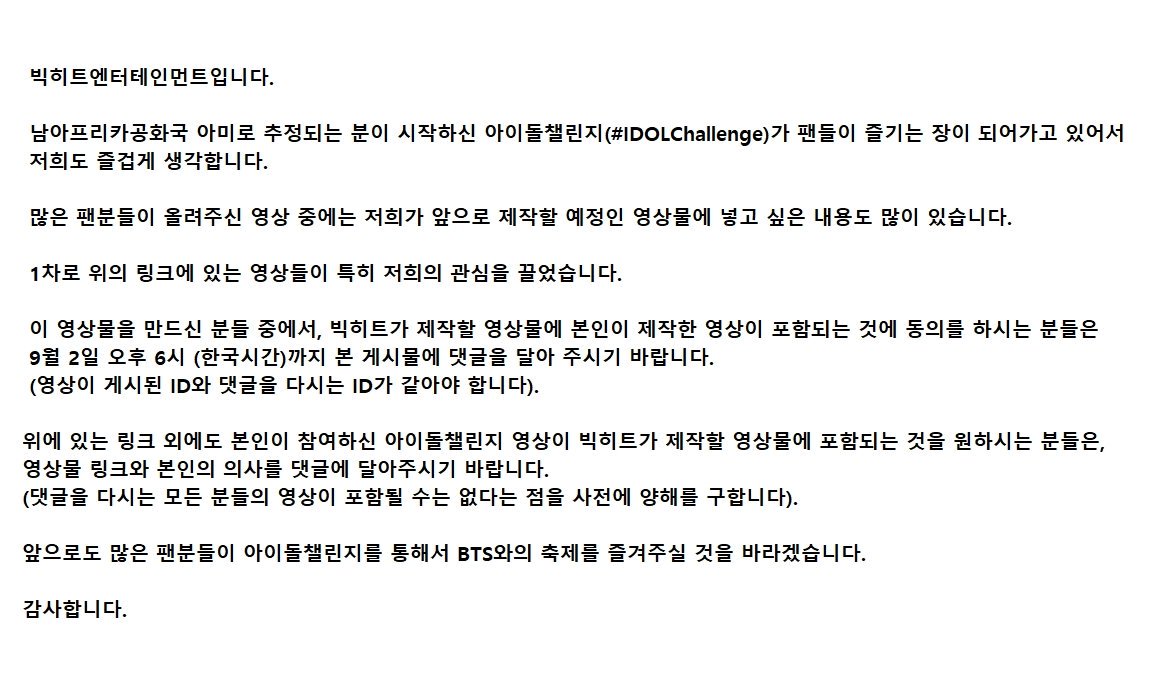 빅히트엔터테인먼트입니다.
남아프리카공화국 아미로 추정되는 분이 시작하신 아이돌챌린지(#IDOLChallenge)가 팬들이 즐기는 장이 되어가고 있어서
저희도 즐겁게 생각합니다.
많은 팬분들이 올려주신 영상 중에는 저희가 앞으로 제작할 예정인 영상물에 넣고 싶은 내용도 많이 있습니다.
1차로 위의 링크에 있는 영상들이 특히 저희의 관심을 끌었습니다.
이 영상물을 만드신 분들 중에서, 빅히트가 제작할 영상물에 본인이 제작한 영상이 포함되는 것에 동의를 하시는 분들은
9월 2일 오후 6시 (한국시간)까지 본 게시물에 댓글을 달아 주시기 바랍니다.
(영상이 게시된 ID와 댓글을 다시는 ID가 같아야 합니다).
위에 있는 링크 외에도 본인이 참여하신 아이돌챌린지 영상이 빅히트가 제작할 영상물에 포함되는 것을 원하시는 분들은,
영상물 링크와 본인의 의사를 댓글에 달아주시기 바랍니다.
(댓글을 다시는 모든 분들의 영상이 포함될 수는 없다는 점을 사전에 양해를 구합니다).
앞으로도 많은 팬분들이 아이돌챌린지를 통해서 BTS와의 축제를 즐겨주실 것을 바라겠습니다.
감사합니다.